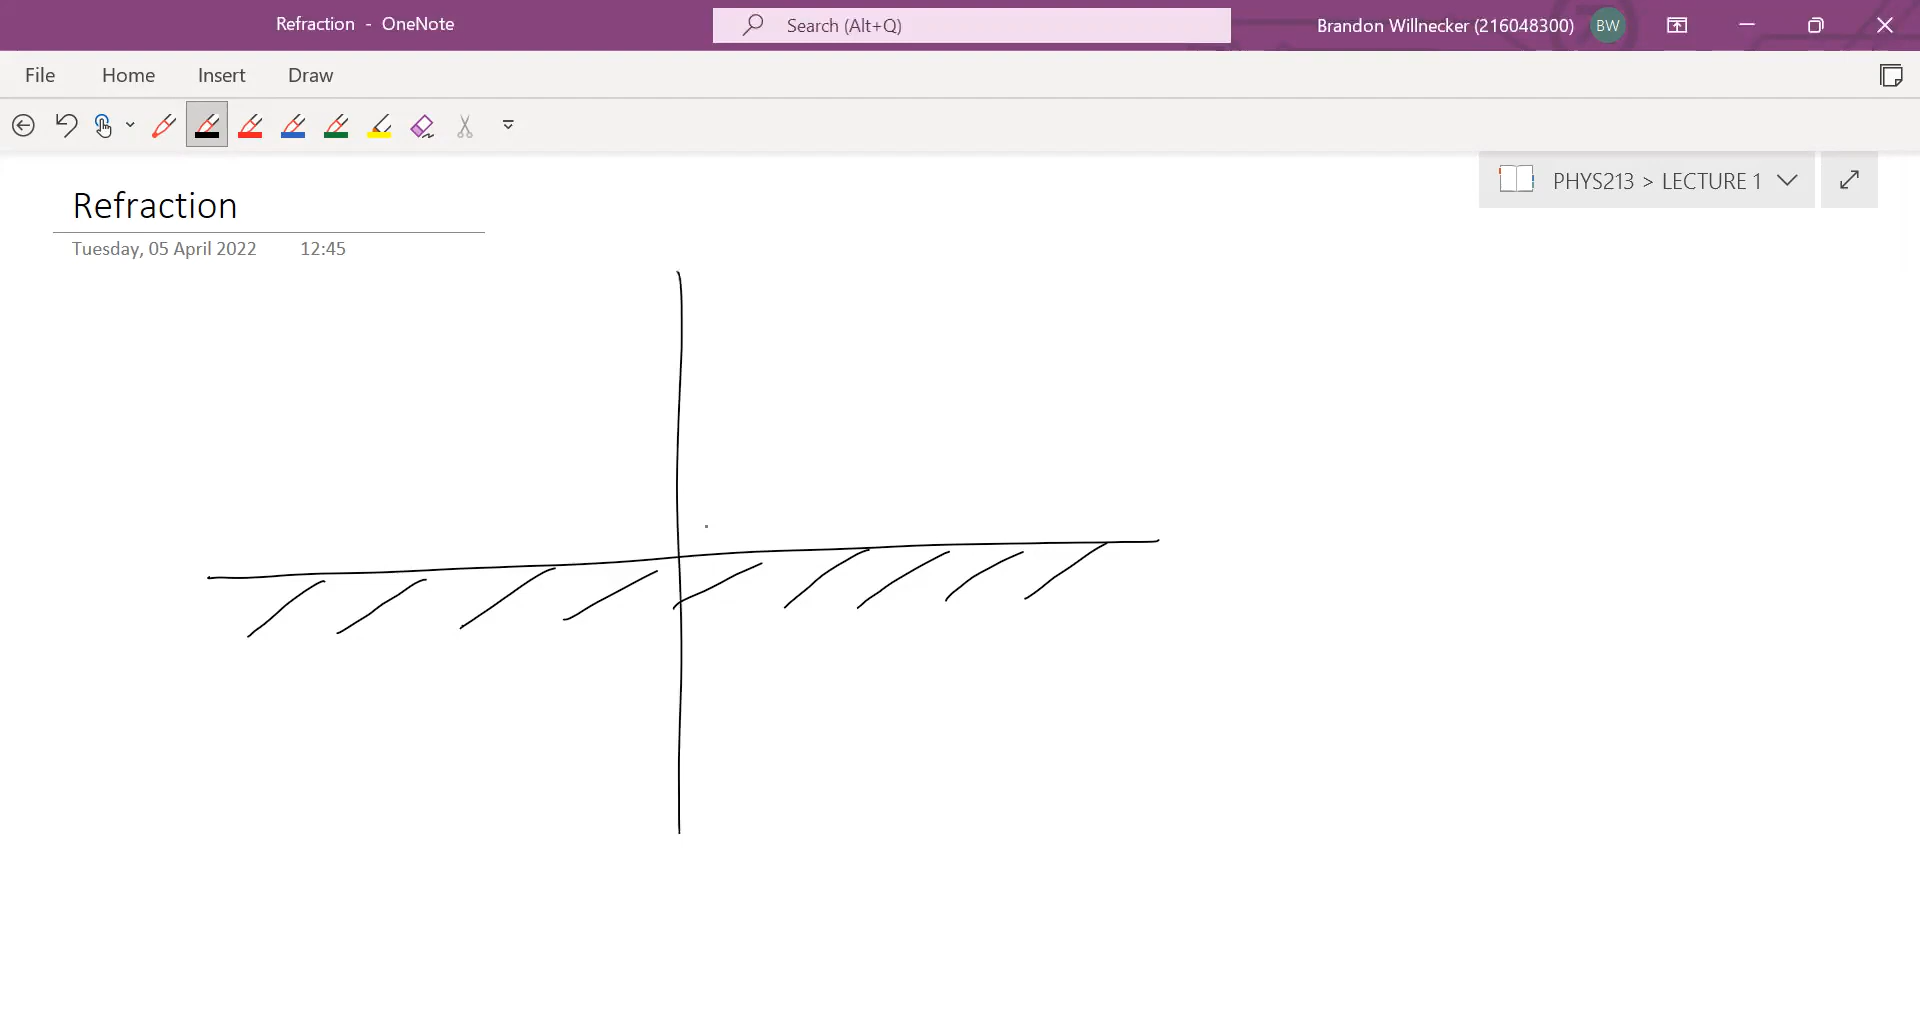 Refraction - OneNote
Search (Alt+Q)
Brandon Willnecker (216048300)
BW
File Home Insert Draw
PHYS213 > LECTURE 1
Refraction
Tuesday, 05 April 2022 12:45